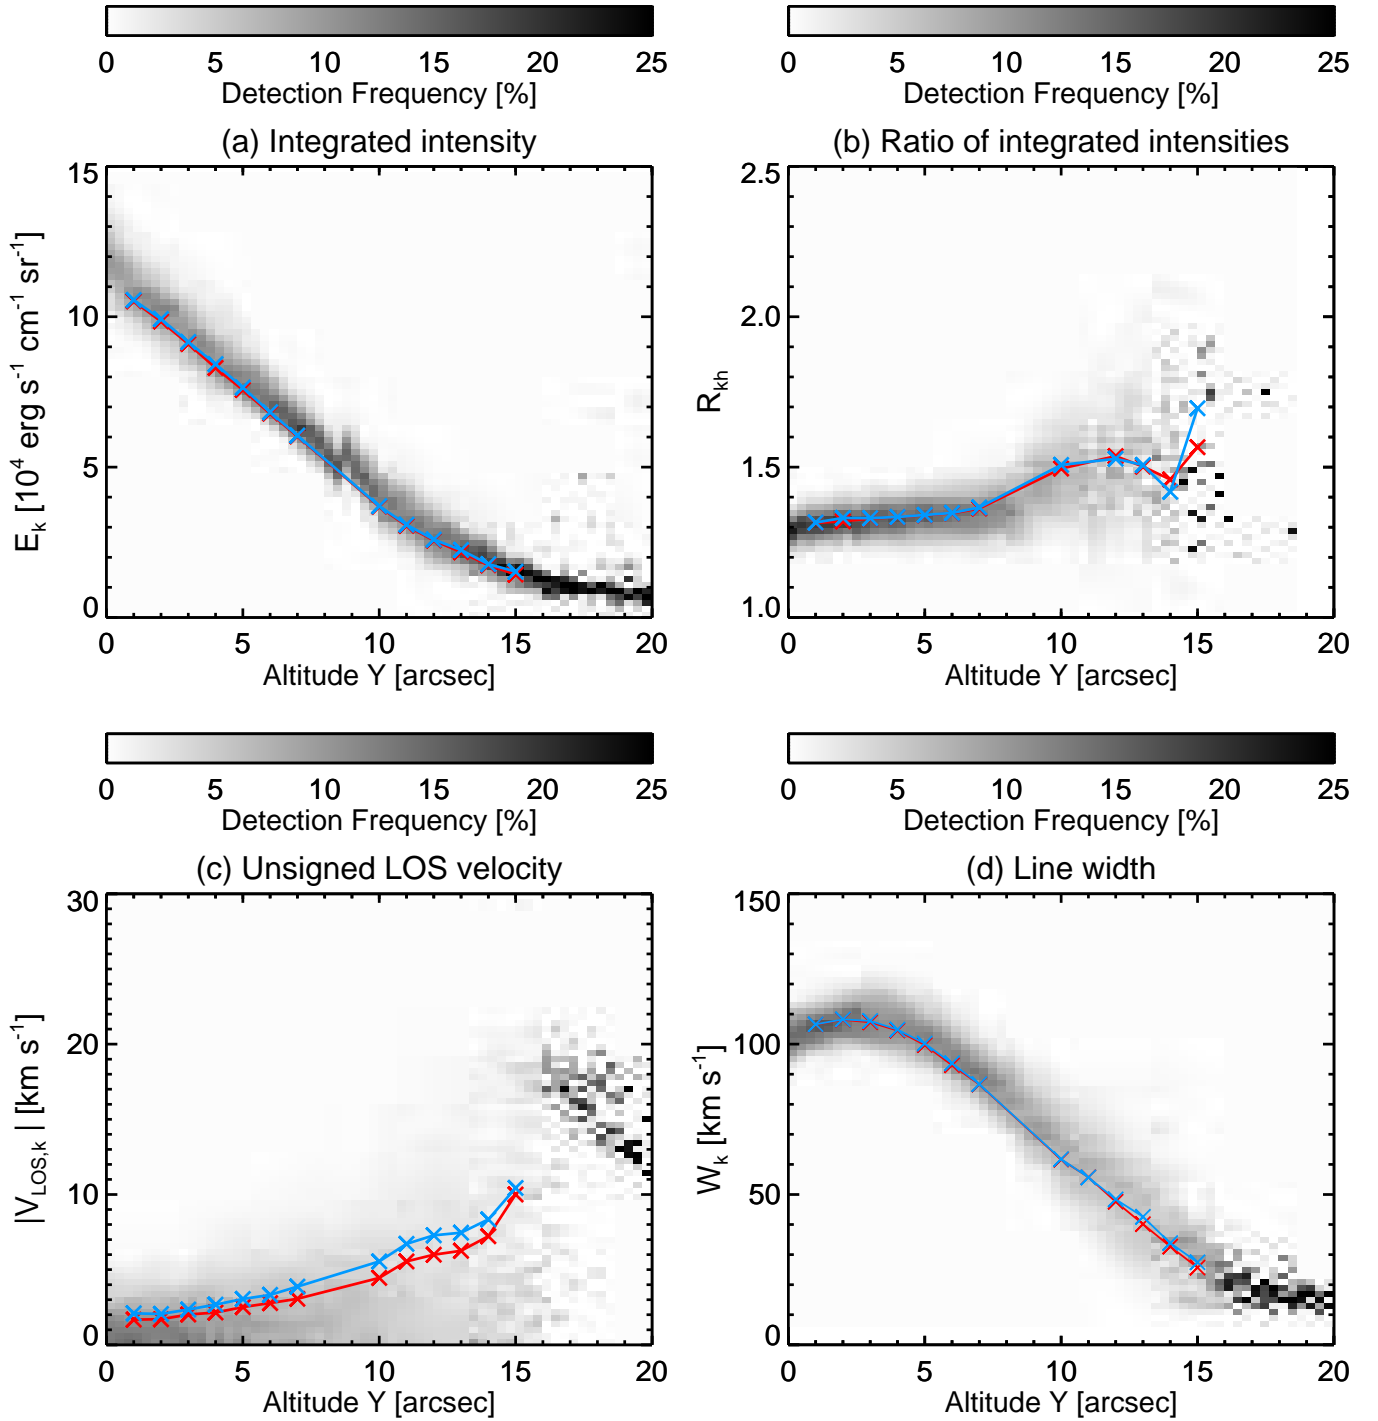 0 5 10 15 20 25
Detection Frequency [%]
(a) Integrated intensity
15
10
5
0
E_k [10^4 erg s^-1 cm^-1 sr^-1]
0 5 10 15 20
Altitude Y [arcsec]
0 5 10 15 20 25
Detection Frequency [%]
(b) Ratio of integrated intensities
2.5
2.0
1.5
1.0
R_kh
0 5 10 15 20
Altitude Y [arcsec]
0 5 10 15 20 25
Detection Frequency [%]
(c) Unsigned LOS velocity
30
20
10
0
|V_LOS,k| [km s^-1]
0 5 10 15 20
Altitude Y [arcsec]
0 5 10 15 20 25
Detection Frequency [%]
(d) Line width
150
100
50
0
W_k [km s^-1]
0 5 10 15 20
Altitude Y [arcsec]